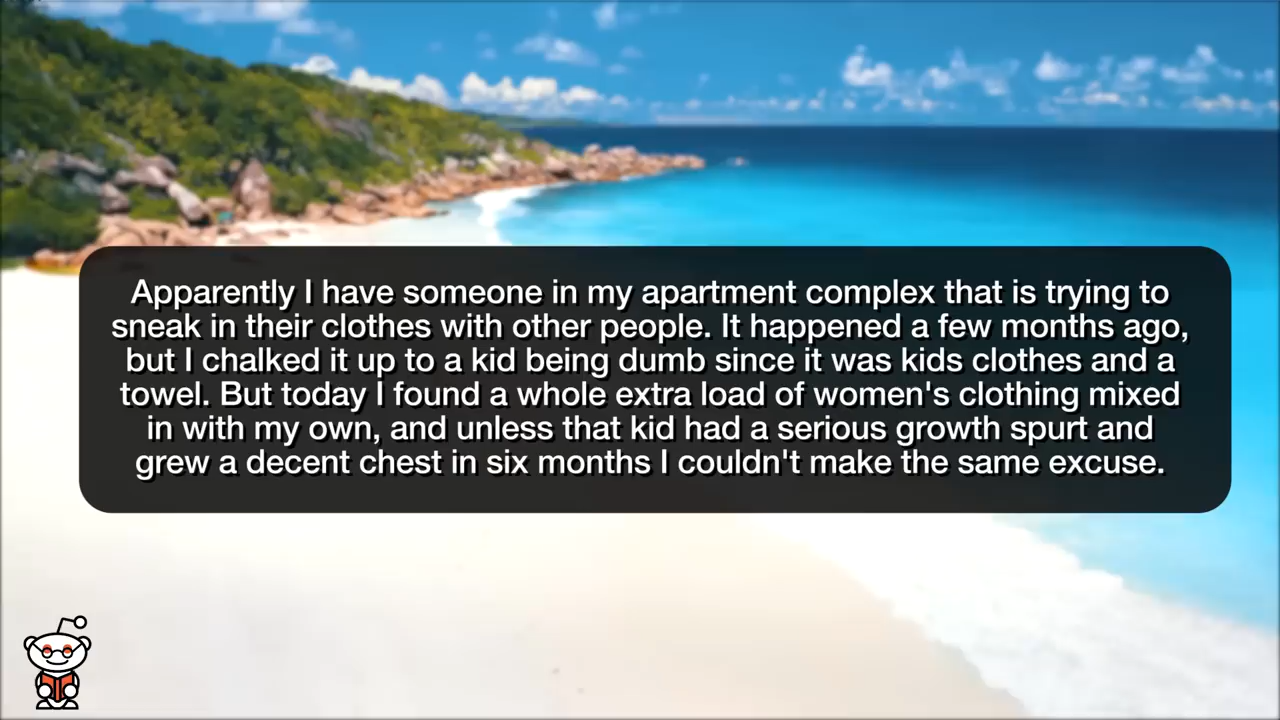 Apparently I have someone in my apartment complex that is trying to
sneak in their clothes with other people. It happened a few months ago,
but I chalked it up to a kid being dumb since it was kids clothes and a
towel. But today I found a whole extra load of women's clothing mixed
in with my own, and unless that kid had a serious growth spurt and
grew a decent chest in six months I couldn't make the same excuse.